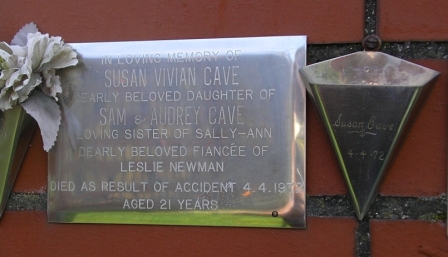 IN LOVING MEMORY OF
SUSAN VIVIAN CAVE
DEARLY BELOVED DAUGHTER OF
SAM & AUDREY CAVE
LOVING SISTER OF SALLY-ANN
DEARLY BELOVED FIANCÉE OF
LESLIE NEWMAN
DIED AS RESULT OF ACCIDENT 4.4.1972
AGED 21 YEARS
Susan Cave
4-4-72